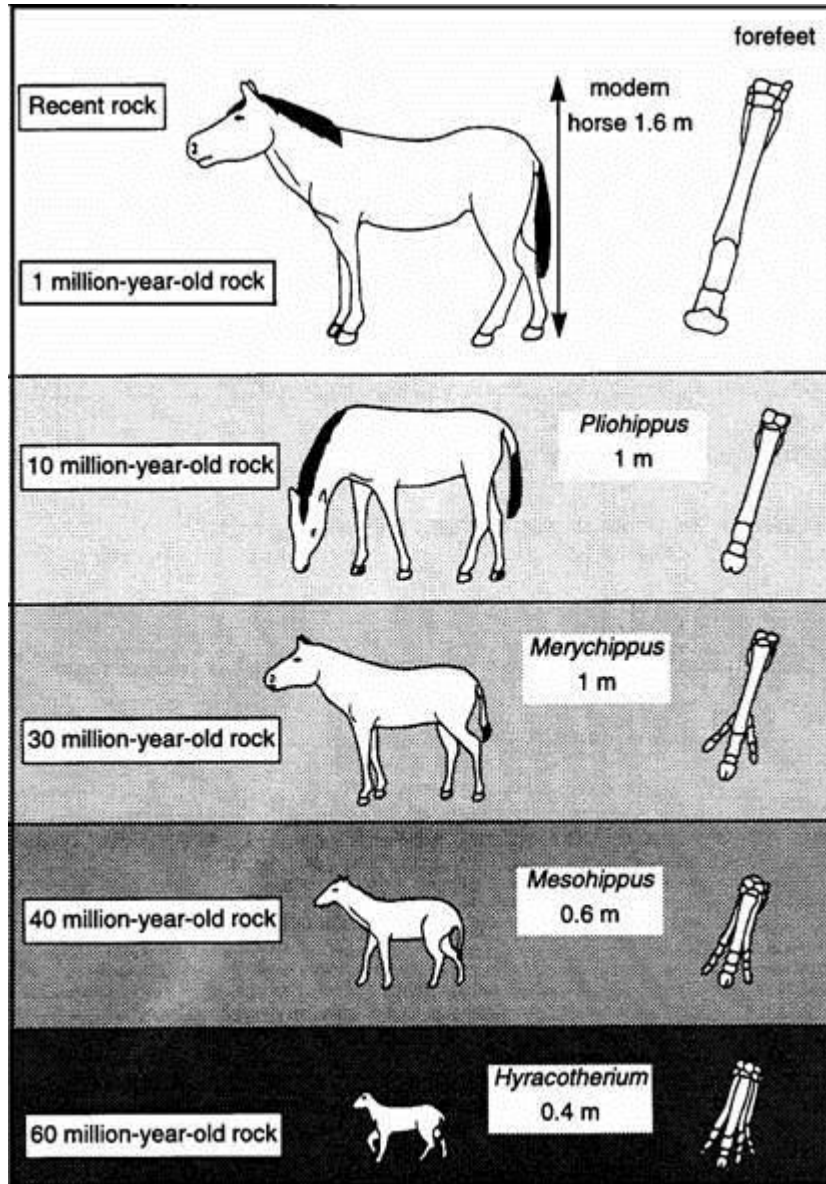 forefeet
Recent rock
modern
horse 1.6 m
1 million-year-old rock
Pliohippus
1 m
10 million-year-old rock
Merychippus
1 m
30 million-year-old rock
Mesohippus
0.6 m
40 million-year-old rock
Hyracotherium
0.4 m
60 million-year-old rock